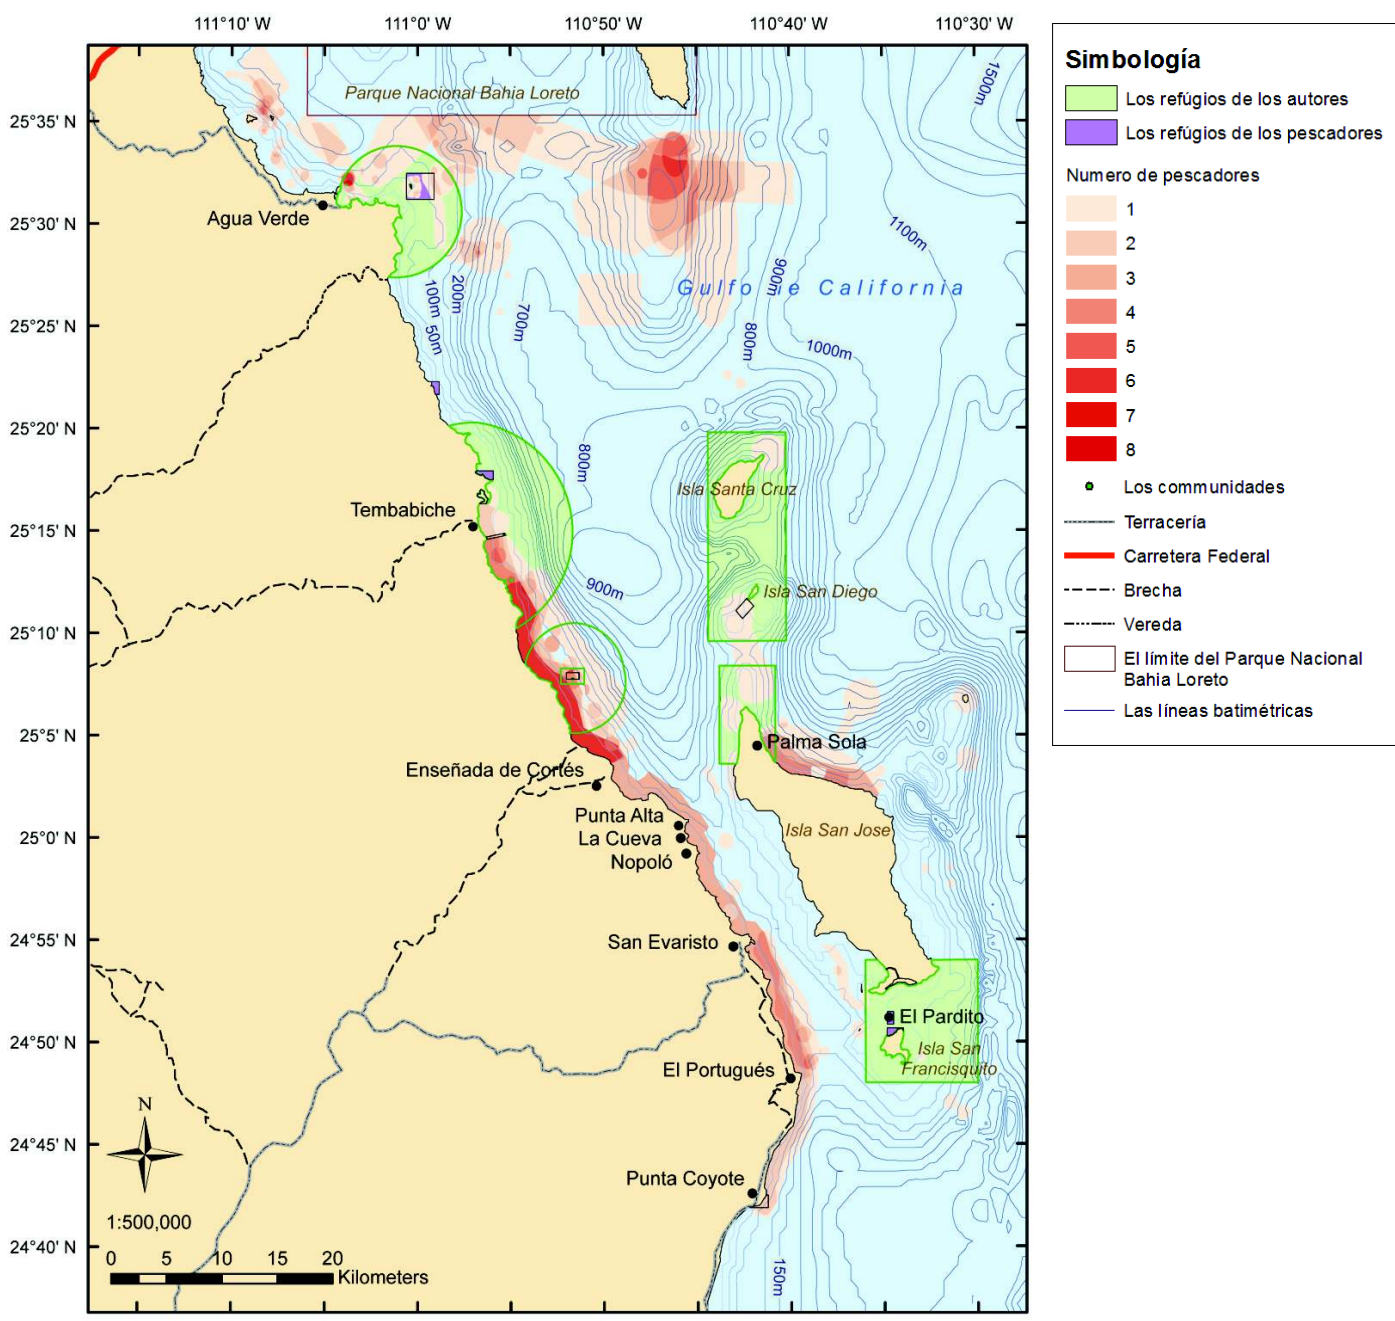 111°10' W
111°0' W
110°50' W
110°40' W
110°30' W
25°35' N
25°30' N
25°25' N
25°20' N
25°15' N
25°10' N
25°5' N
25°0' N
24°55' N
24°50' N
24°45' N
24°40' N
Parque Nacional Bahia Loreto
1500m
Agua Verde
1100m
900m
Gulfo de California
100m
200m
50m
700m
800m
1000m
800m
Isla Santa Cruz
Tembabiche
900m
Isla San Diego
Palma Sola
Enseñada de Cortés
Punta Alta
La Cueva
Nopoló
Isla San Jose
San Evaristo
El Pardito
Isla San
Francisquito
El Portugués
Punta Coyote
150m
N
1:500,000
0 5 10 15 20
Kilometers
Simbología
Los refúgios de los autores
Los refúgios de los pescadores
Numero de pescadores
1
2
3
4
5
6
7
8
Los communidades
Terracería
Carretera Federal
Brecha
Vereda
El límite del Parque Nacional
Bahia Loreto
Las líneas batimétricas